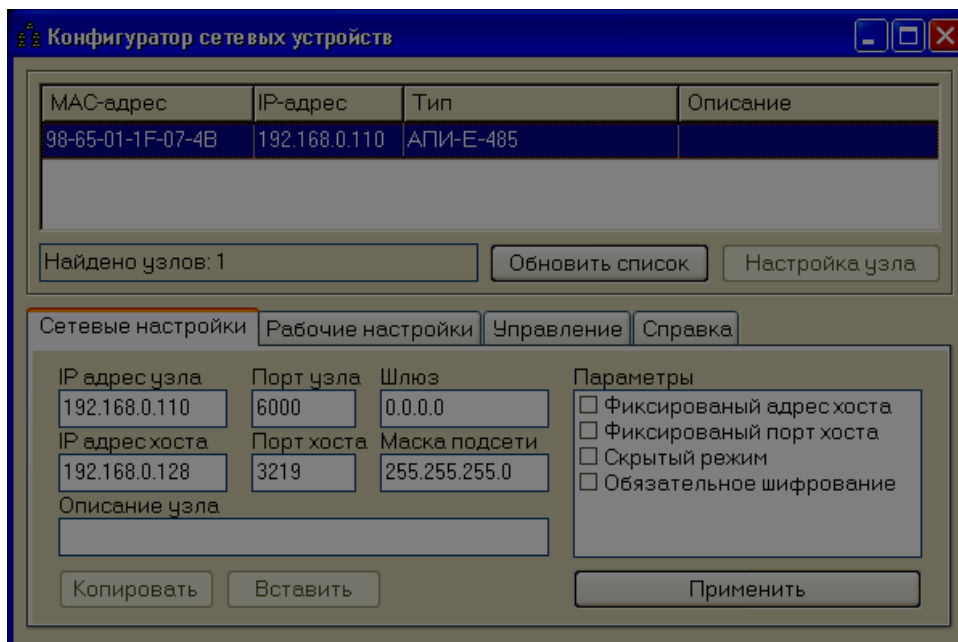 Конфигуратор сетевых устройств
MAC-адрес IP-адрес Тип Описание
98-65-01-1F-07-4B 192.168.0.110 АПИ-Е-485
Найдено узлов: 1 Обновить список Настройка узла
Сетевые настройки Рабочие настройки Управление Справка
IP адрес узла Порт узла Шлюз Параметры
192.168.0.110 6000 0.0.0.0 Фиксированый адрес хоста
Фиксированый порт хоста
IP адрес хоста Порт хоста Маска подсети
Скрытый режим
192.168.0.128 3219 255.255.255.0 Обязательное шифрование
Описание узла
Копировать Вставить Применить